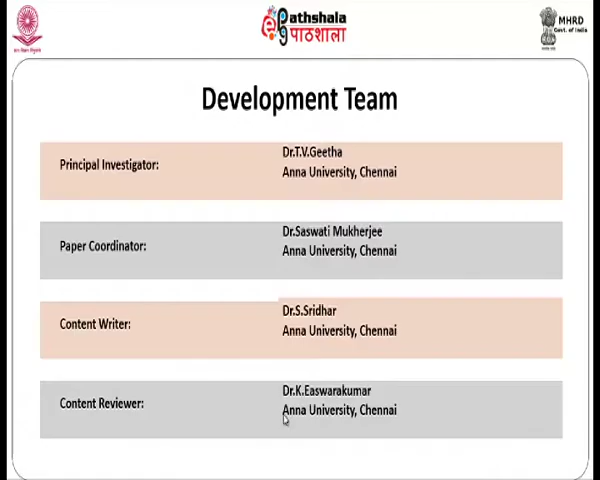 Pathshala
पाठशाला
MHRD
Govt. of India
Development Team
Principal Investigator:
Dr.T.V.Geetha
Anna University, Chennai
Paper Coordinator:
Dr.Saswati Mukherjee
Anna University, Chennai
Content Writer:
Dr.S.Sridhar
Anna University, Chennai
Content Reviewer:
Dr.K.Easwarakumar
Anna University, Chennai